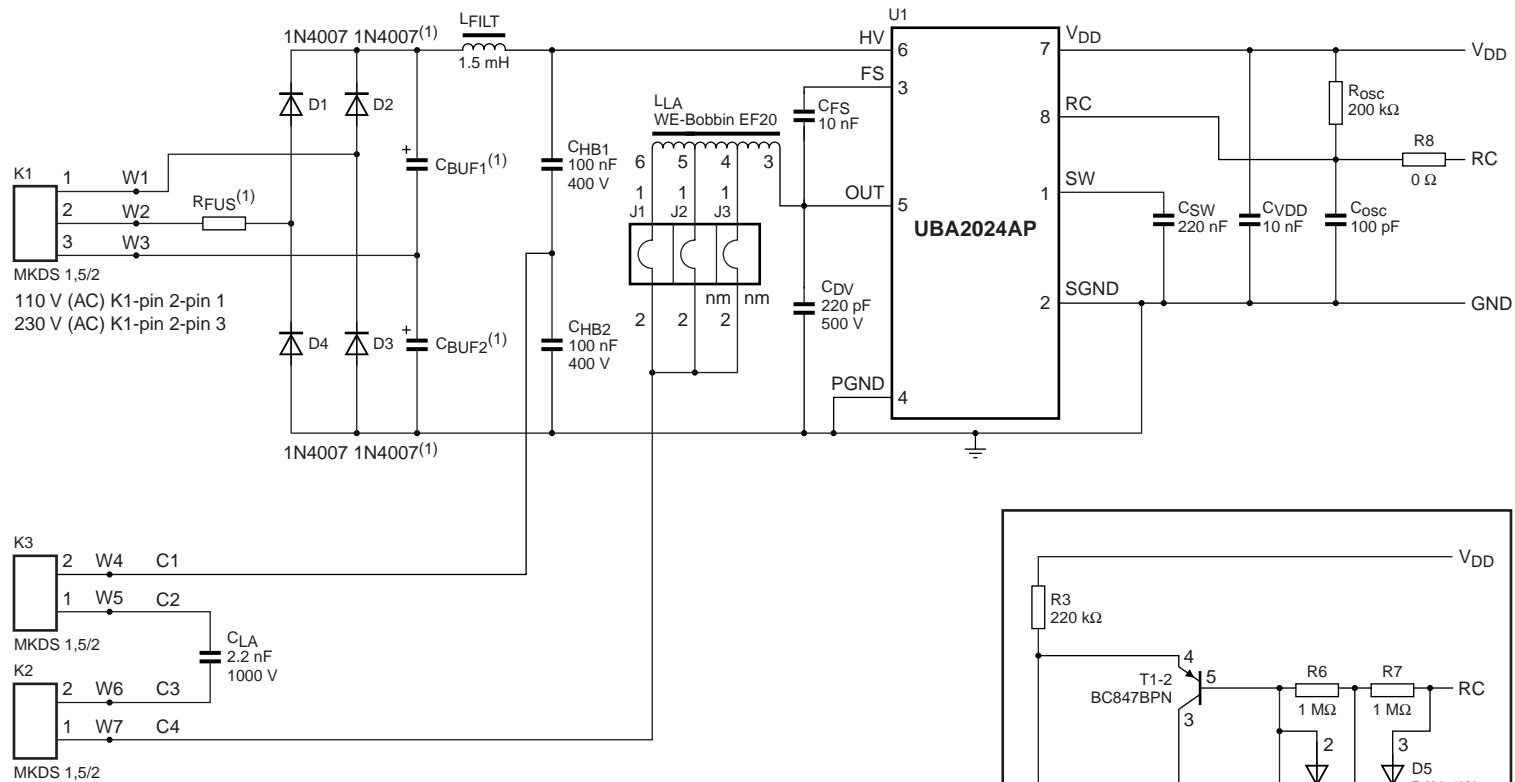 1N4007 1N4007(1)
LFILT
1.5 mH
U1
HV
6
7
VDD
VDD
FS
3
D1
D2
LLA
WE-Bobbin EF20
CFS
10 nF
RC
8
Rosc
200 kΩ
K1
1
W1
2
W2
3
W3
RFUS(1)
+
CBUF1(1)
CHB1
100 nF
400 V
6
5
4
3
1
1
1
J1
J2
J3
OUT
5
SW
1
R8
0 Ω
RC
UBA2024AP
CSW
220 nF
CVDD
10 nF
Cosc
100 pF
MKDS 1,5/2
110 V (AC) K1-pin 2-pin 1
230 V (AC) K1-pin 2-pin 3
nm
nm
2
2
2
CDV
220 pF
500 V
SGND
2
GND
D4
D3
+
CBUF2(1)
CHB2
100 nF
400 V
PGND
4
1N4007 1N4007(1)
K3
2
W4
C1
1
W5
C2
MKDS 1,5/2
CLA
2.2 nF
1000 V
K2
2
W6
C3
1
W7
C4
MKDS 1,5/2
VDD
R3
220 kΩ
T1-2
BC847BPN
4
5
3
R6
1 MΩ
R7
1 MΩ
RC
2
3
D5